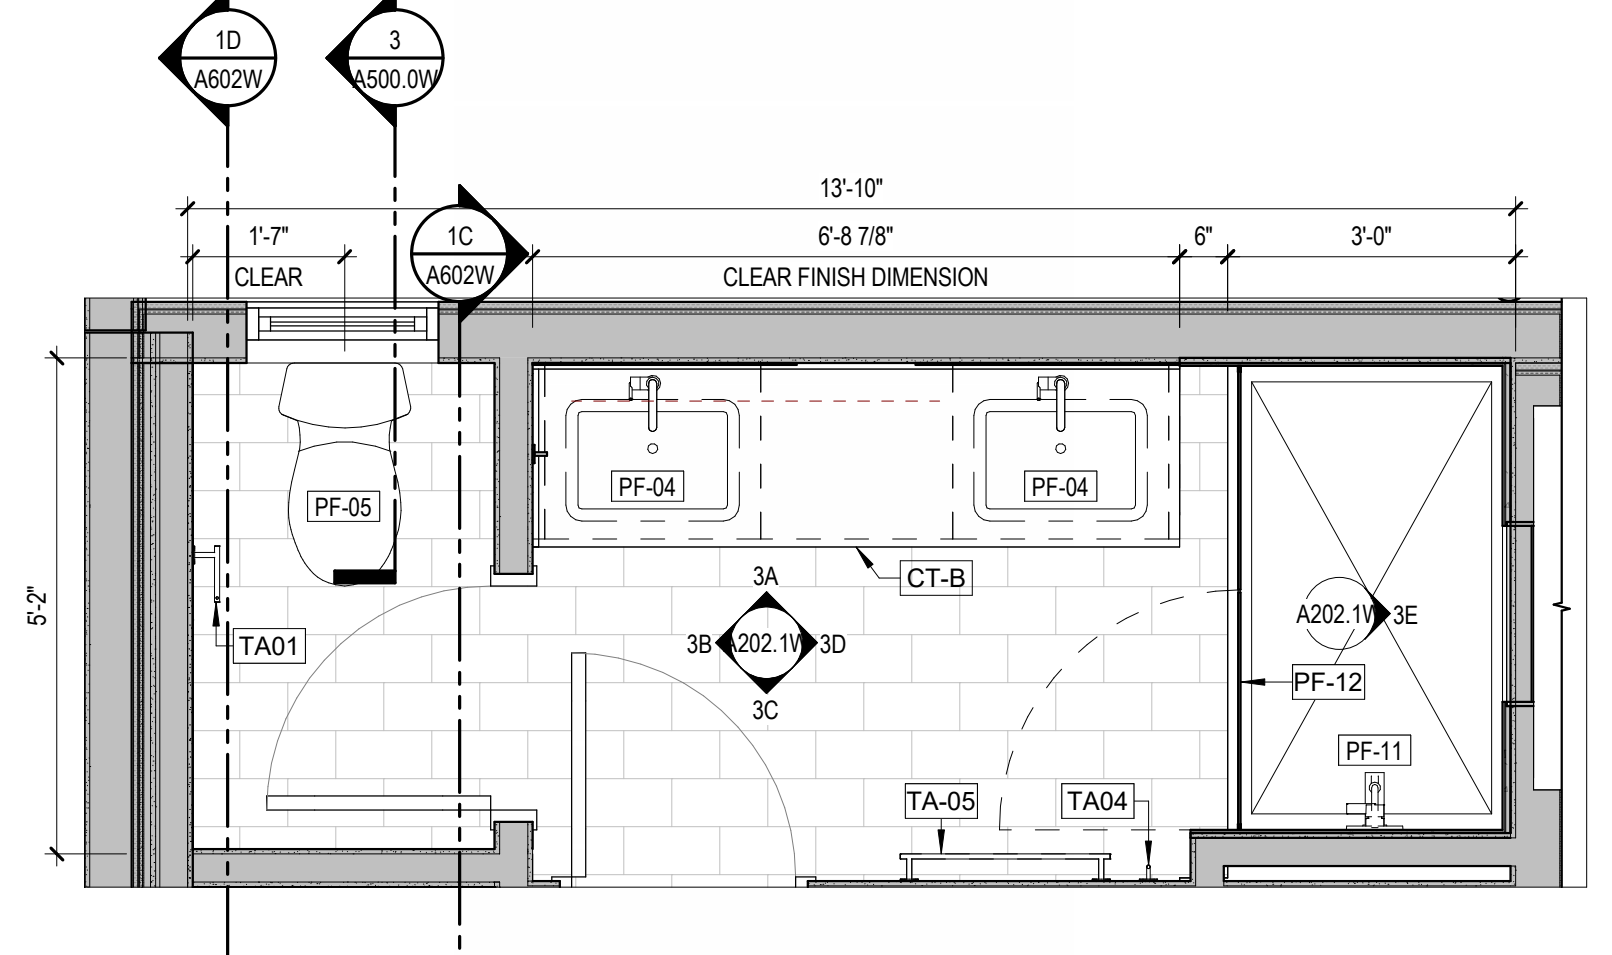 1D
A602W
3
A500.0W
13'-10"
1'-7"
CLEAR
1C
A602W
6'-8 7/8"
CLEAR FINISH DIMENSION
6"
3'-0"
5'-2"
PF-05
PF-04
PF-04
CT-B
TA01
3A
3B
A202.1W
3D
3C
A202.1W
3E
PF-12
PF-11
TA-05
TA04